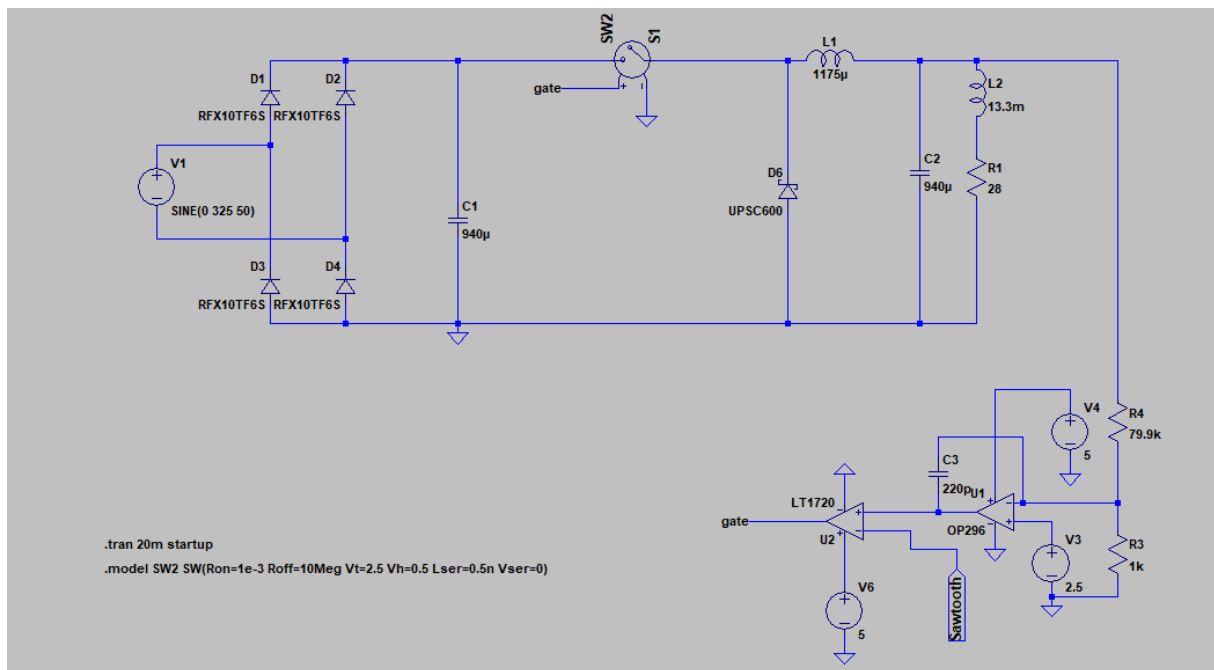 SW2
S1
gate
L1
1175µ
D1
D2
RFX10TF6S
RFX10TF6S
V1
SINE(0 325 50)
C1
940µ
D6
UPSC600
C2
940µ
L2
13.3m
R1
28
D3
D4
RFX10TF6S
RFX10TF6S
V4
5
R4
79.9k
C3
220p
U1
OP296
LT1720
U2
gate
V3
2.5
R3
1k
V6
5
Sawtooth
.tran 20m startup
.model SW2 SW(Ron=1e-3 Roff=10Meg Vt=2.5 Vh=0.5 Lser=0.5n Vser=0)